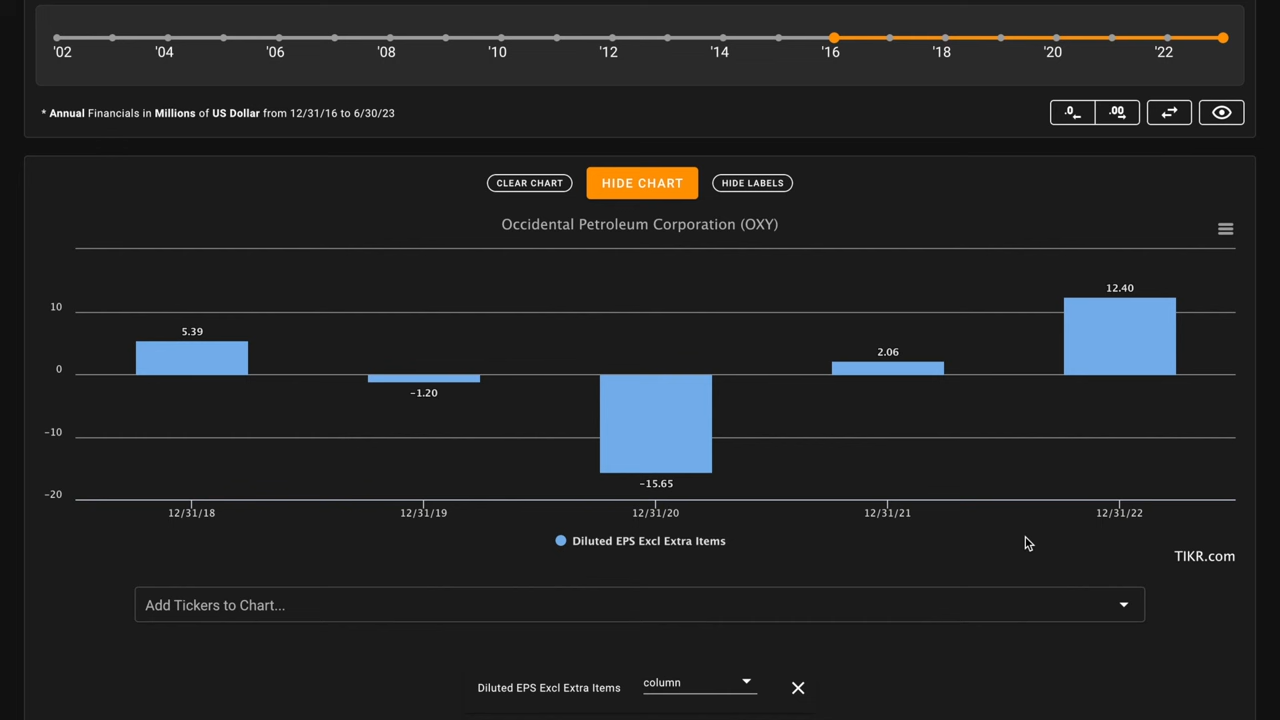 '02 '04 '06 '08 '10 '12 '14 '16 '18 '20 '22
* Annual Financials in Millions of US Dollar from 12/31/16 to 6/30/23
.0 .00
CLEAR CHART HIDE CHART HIDE LABELS
Occidental Petroleum Corporation (OXY)
12.40
10
5.39
2.06
0
−1.20
−10
−15.65
−20
12/31/18 12/31/19 12/31/20 12/31/21 12/31/22
Diluted EPS Excl Extra Items
TIKR.com
Add Tickers to Chart...
Diluted EPS Excl Extra Items column